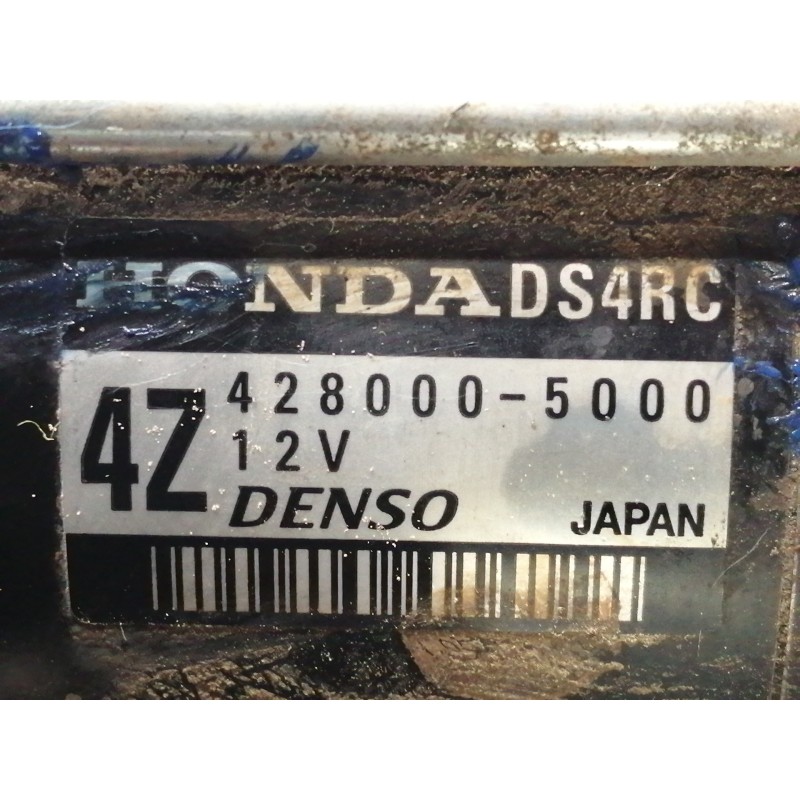 HONDA DS4RC
4Z 428000-5000
12V
DENSO JAPAN